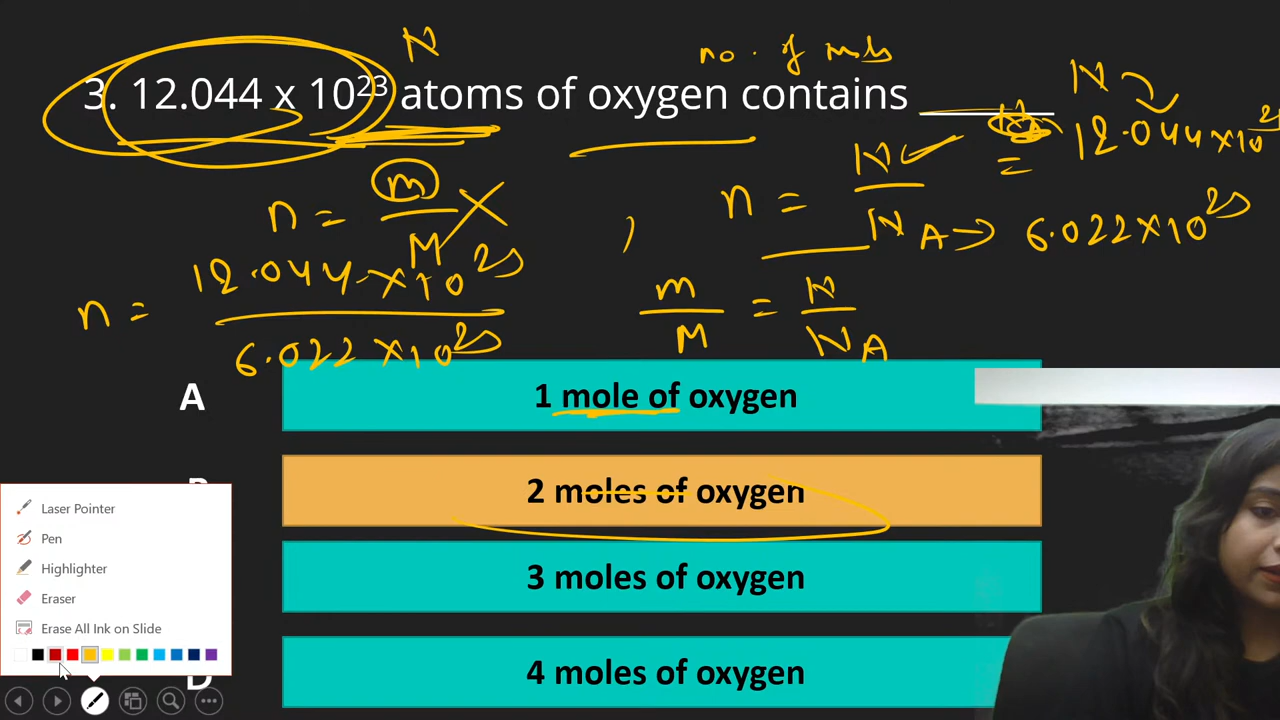 N
no. of mols
3. 12.044 x 10²³ atoms of oxygen contains ______
N
= 12.044×10²
n = m/M
,
n = N/NA → 6.022×10²³
n = 12.044×10²³/6.022×10²³
m/M = N/NA
A 1 mole of oxygen
2 moles of oxygen
3 moles of oxygen
4 moles of oxygen
Laser Pointer
Pen
Highlighter
Eraser
Erase All Ink on Slide